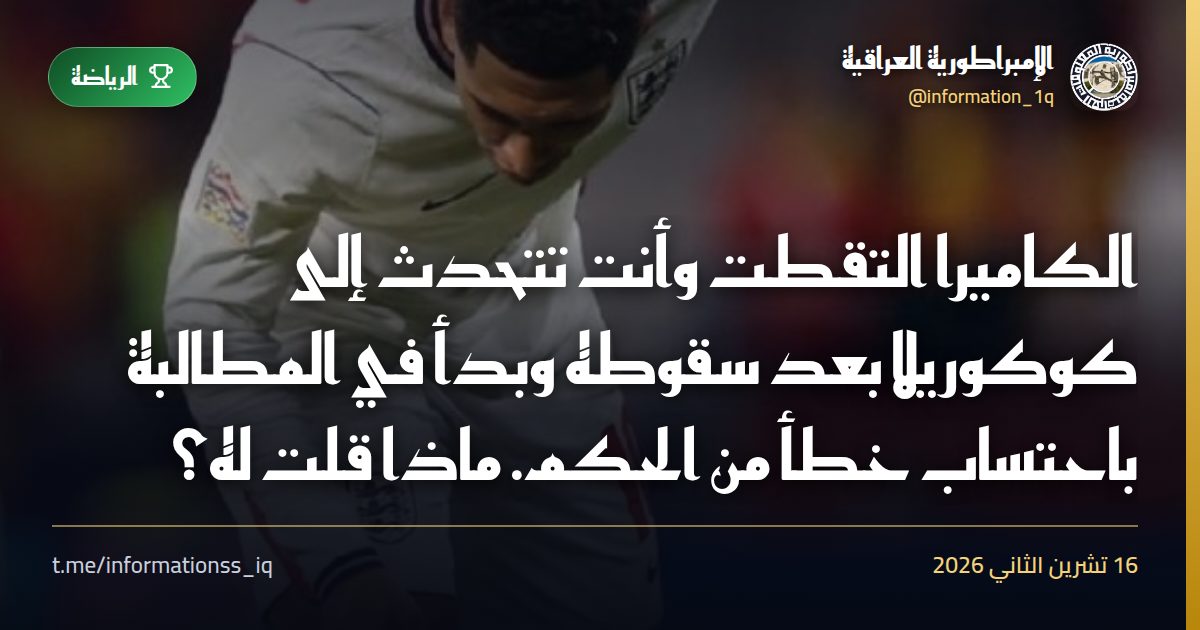 الإمبراطورية العراقية
@information_1q
الرياضة
الكاميرا التقطت وأنت تتحدث إلى
كوكوريلا بعد سقوطه وبدأ في المطالبة
باحتساب خطأ من الحكم. ماذا قلت له؟
16 تشرين الثاني 2026
t.me/informationss_iq